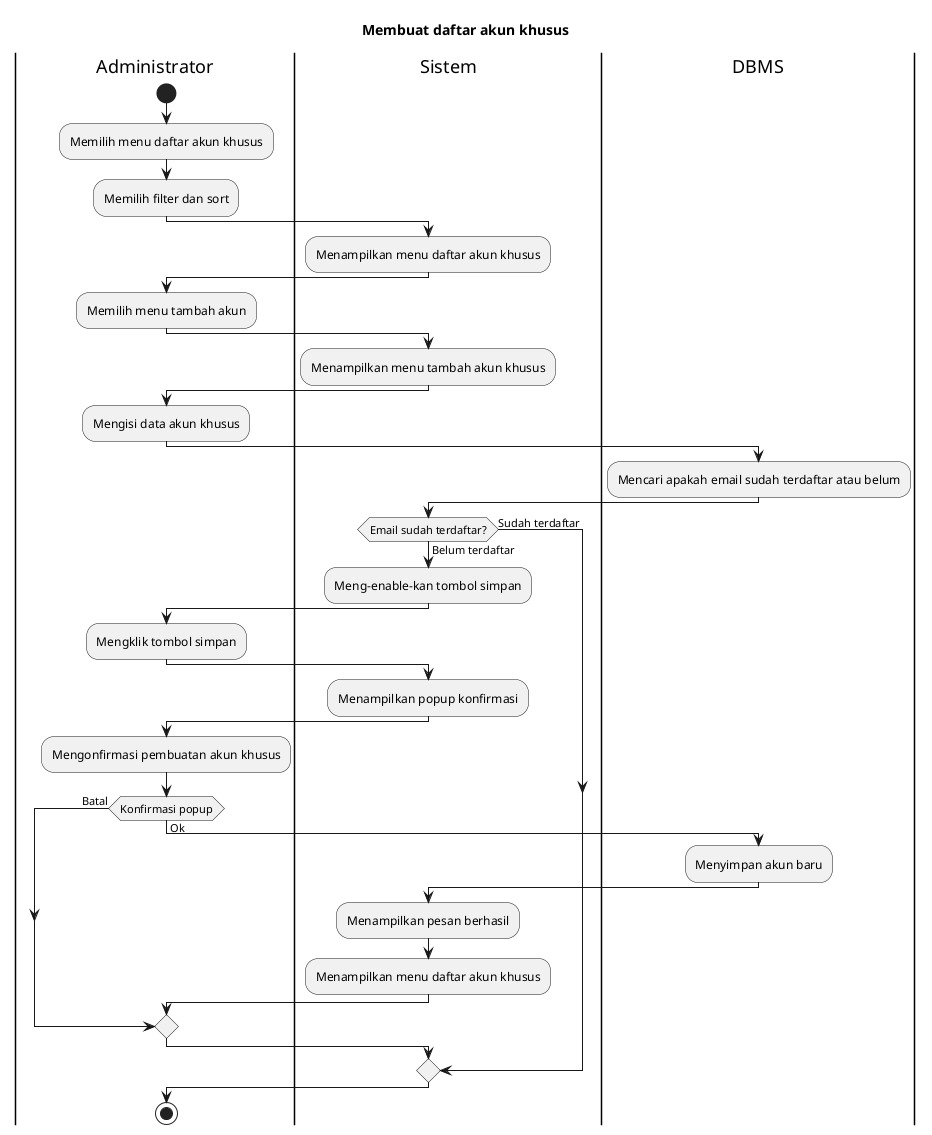 Membuat daftar akun khusus
Administrator
Sistem
DBMS
Memilih menu daftar akun khusus
Memilih filter dan sort
Menampilkan menu daftar akun khusus
Memilih menu tambah akun
Menampilkan menu tambah akun khusus
Mengisi data akun khusus
Mencari apakah email sudah terdaftar atau belum
Email sudah terdaftar?
Sudah terdaftar
Belum terdaftar
Meng-enable-kan tombol simpan
Mengklik tombol simpan
Menampilkan popup konfirmasi
Mengonfirmasi pembuatan akun khusus
Batal
Konfirmasi popup
Ok
Menyimpan akun baru
Menampilkan pesan berhasil
Menampilkan menu daftar akun khusus